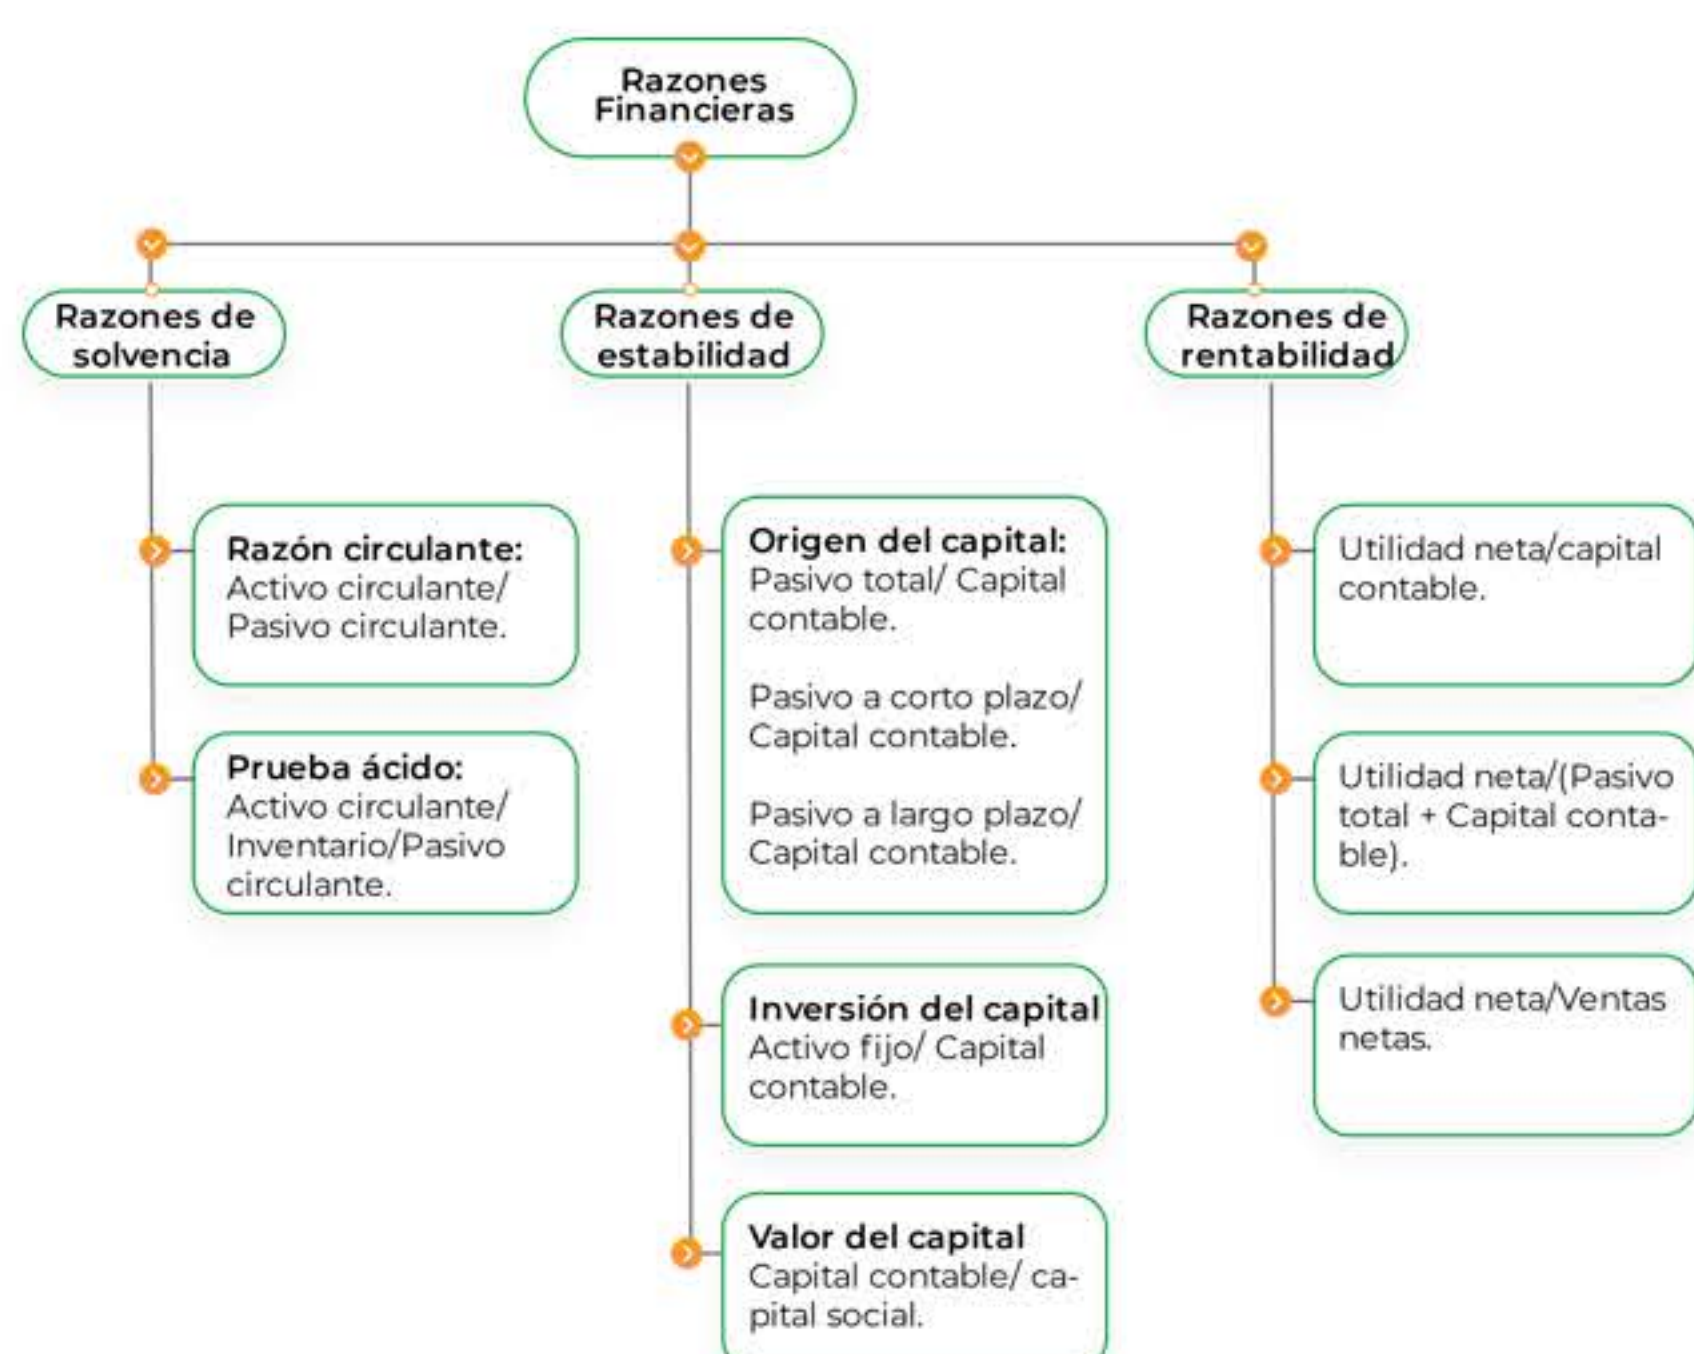 Razones
Financieras
Razones de
solvencia
Razón circulante:
Activo circulante/
Pasivo circulante.
Prueba ácido:
Activo circulante/
Inventario/Pasivo
circulante.
Razones de
estabilidad
Origen del capital:
Pasivo total/ Capital
contable.
Pasivo a corto plazo/
Capital contable.
Pasivo a largo plazo/
Capital contable.
Inversión del capital
Activo fijo/ Capital
contable.
Valor del capital
Capital contable/ ca-
pital social.
Razones de
rentabilidad
Utilidad neta/capital
contable.
Utilidad neta/(Pasivo
total + Capital conta-
ble).
Utilidad neta/Ventas
netas.